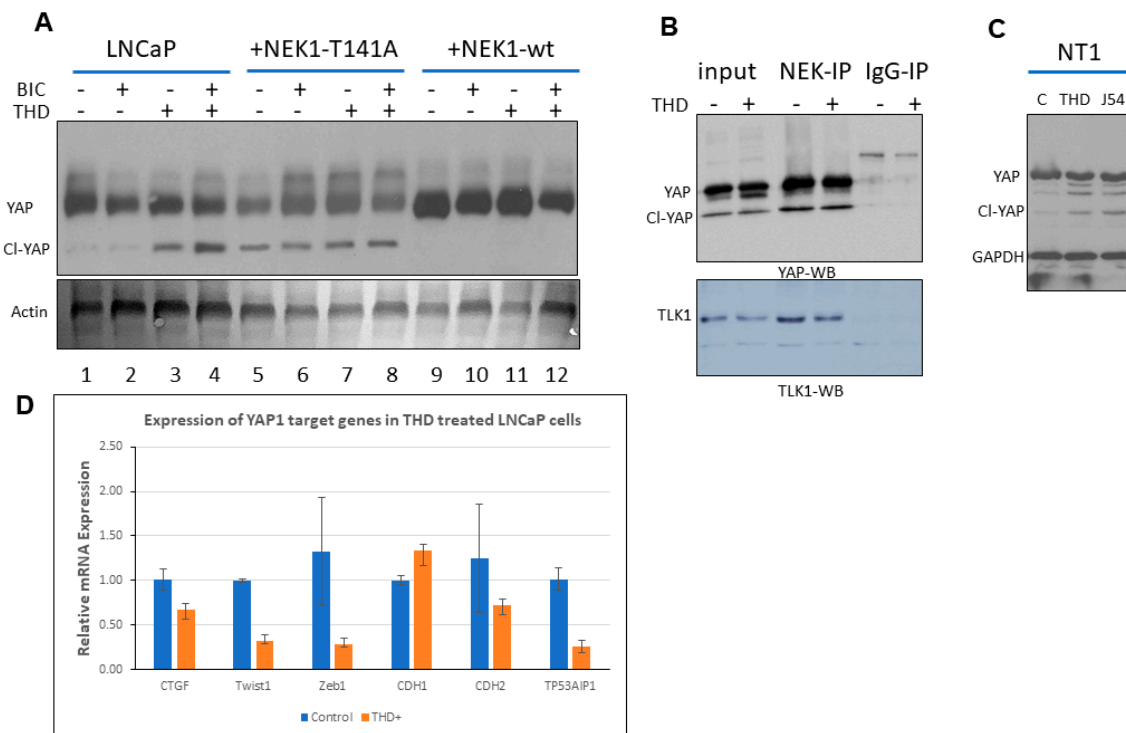 A
LNCaP +NEK1-T141A +NEK1-wt
BIC - + - + - + - + - + - +
THD - - + + - - + + - - + +
YAP
Cl-YAP
Actin
1 2 3 4 5 6 7 8 9 10 11 12
B
input NEK-IP IgG-IP
THD - + - + - +
YAP
Cl-YAP
YAP-WB
TLK1
TLK1-WB
C
NT1
C THD J54
YAP
Cl-YAP
GAPDH
D
Expression of YAP1 target genes in THD treated LNCaP cells
Relative mRNA Expression
2.50
2.00
1.50
1.00
0.50
0.00
CTGF Twist1 Zeb1 CDH1 CDH2 TP53AIP1
Control THD+